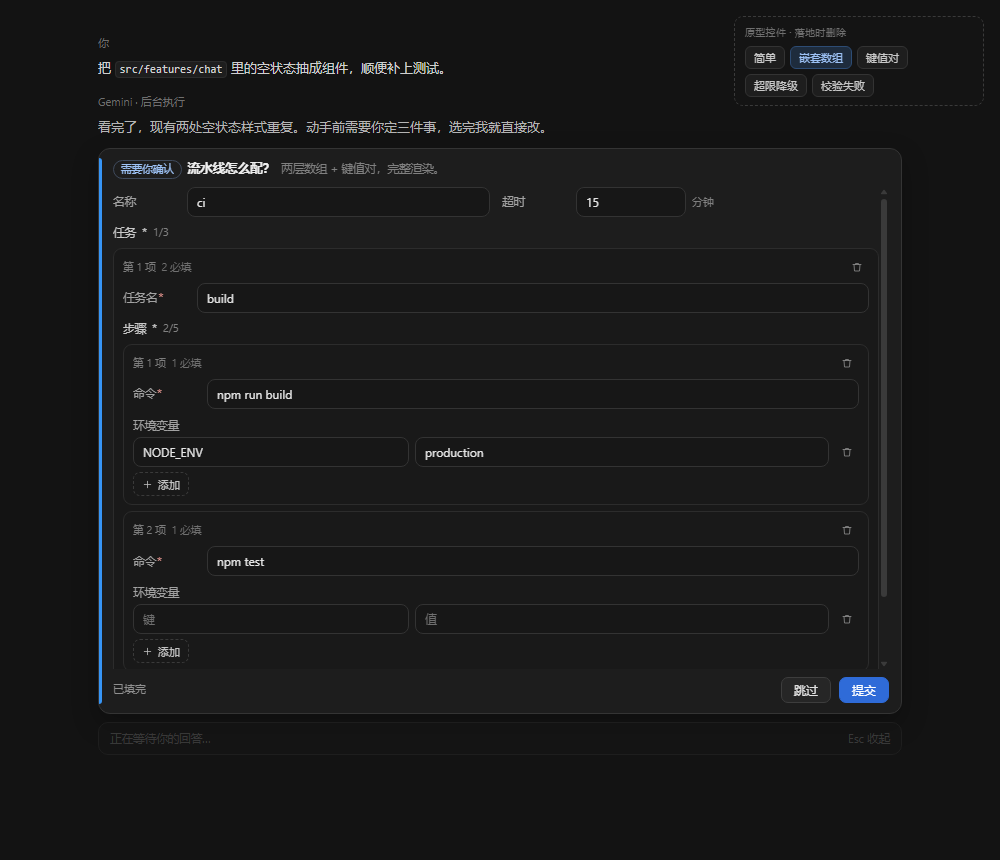 你
把 src/features/chat 里的空状态抽成组件，顺便补上测试。
Gemini · 后台执行
看完了，现有两处空状态样式重复。动手前需要你定三件事，选完我就直接改。
原型控件 · 落地时删除
简单 嵌套数组 键值对
超限降级 校验失败
需要你确认 流水线怎么配？ 两层数组 + 键值对，完整渲染。
名称 ci 超时 15 分钟
任务 * 1/3
第 1 项 2 必填
任务名* build
步骤 * 2/5
第 1 项 1 必填
命令* npm run build
环境变量
NODE_ENV production
+ 添加
第 2 项 1 必填
命令* npm test
环境变量
键 值
+ 添加
已填完 跳过 提交
正在等待你的回答... Esc 收起